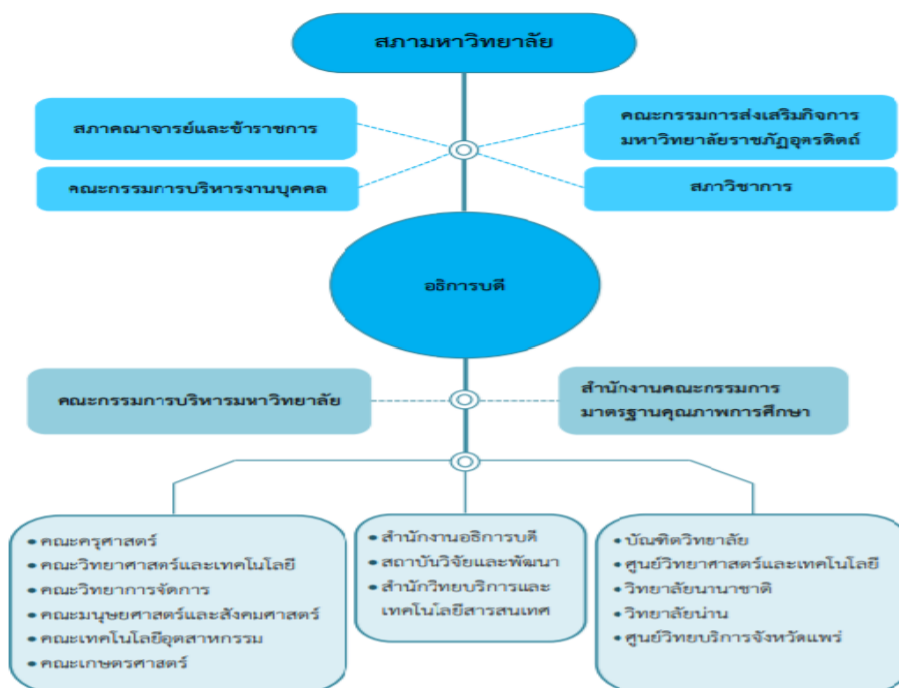 สภามหาวิทยาลัย
สภาคณาจารย์และข้าราชการ
คณะกรรมการส่งเสริมกิจการ
มหาวิทยาลัยราชภัฏอุตรดิตถ์
คณะกรรมการบริหารงานบุคคล
สภาวิชาการ
อธิการบดี
คณะกรรมการบริหารมหาวิทยาลัย
สำนักงานคณะกรรมการ
มาตรฐานคุณภาพการศึกษา
• คณะครุศาสตร์
• คณะวิทยาศาสตร์และเทคโนโลยี
• คณะวิทยาการจัดการ
• คณะมนุษยศาสตร์และสังคมศาสตร์
• คณะเทคโนโลยีอุตสาหกรรม
• คณะเกษตรศาสตร์
• สำนักงานอธิการบดี
• สถาบันวิจัยและพัฒนา
• สำนักวิทยบริการและ
เทคโนโลยีสารสนเทศ
• บัณฑิตวิทยาลัย
• ศูนย์วิทยาศาสตร์และเทคโนโลยี
• วิทยาลัยนานาชาติ
• วิทยาลัยน่าน
• ศูนย์วิทยบริการจังหวัดแพร่